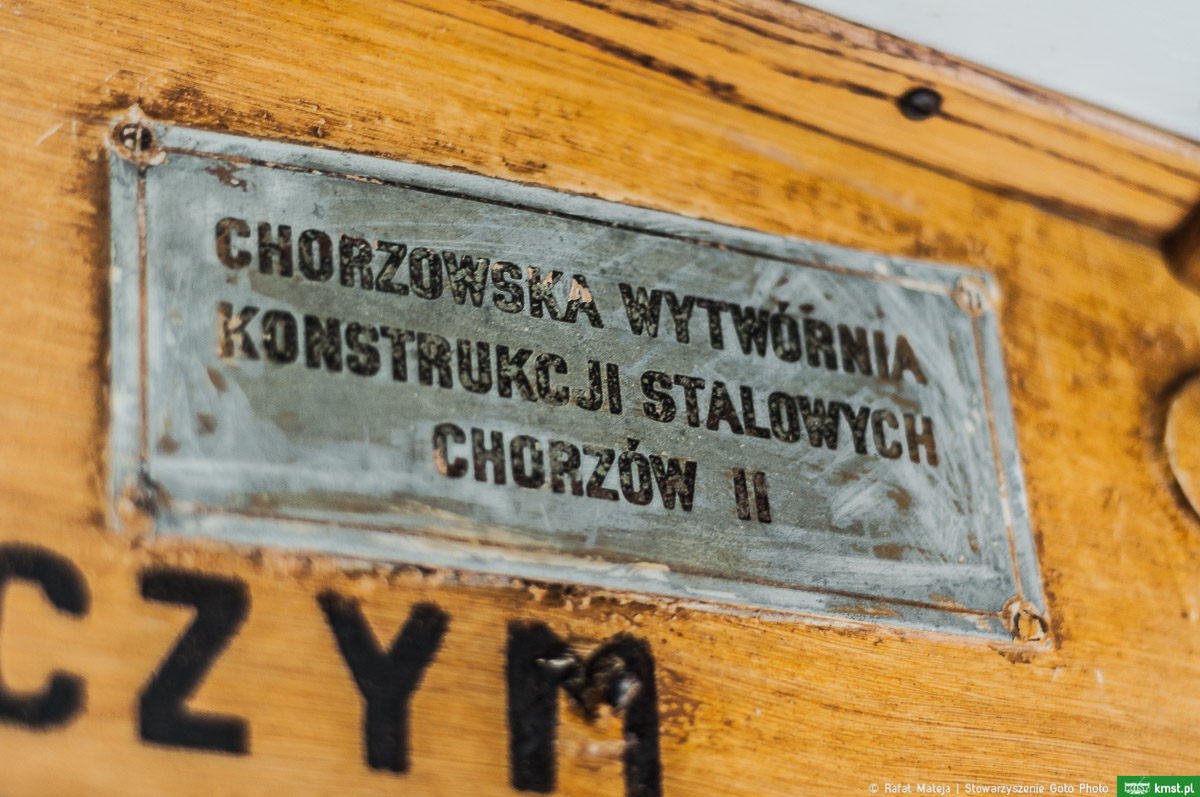 CHORZOWSKA WYTWÓRNIA
KONSTRUKCJI STALOWYCH
CHORZÓW II
CZYM
© Rafał Mateja | Stowarzyszenie Goto Photo
kmst.pl